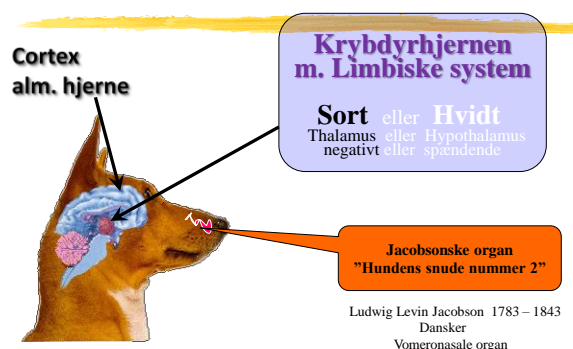 Cortex
alm. hjerne
Krybdyrhjernen
m. Limbiske system
Sort eller Hvidt
Thalamus eller Hypothalamus
negativt eller spændende
Jacobsonske organ
”Hundens snude nummer 2”
Ludwig Levin Jacobson 1783 – 1843
Dansker
Vomeronasale organ